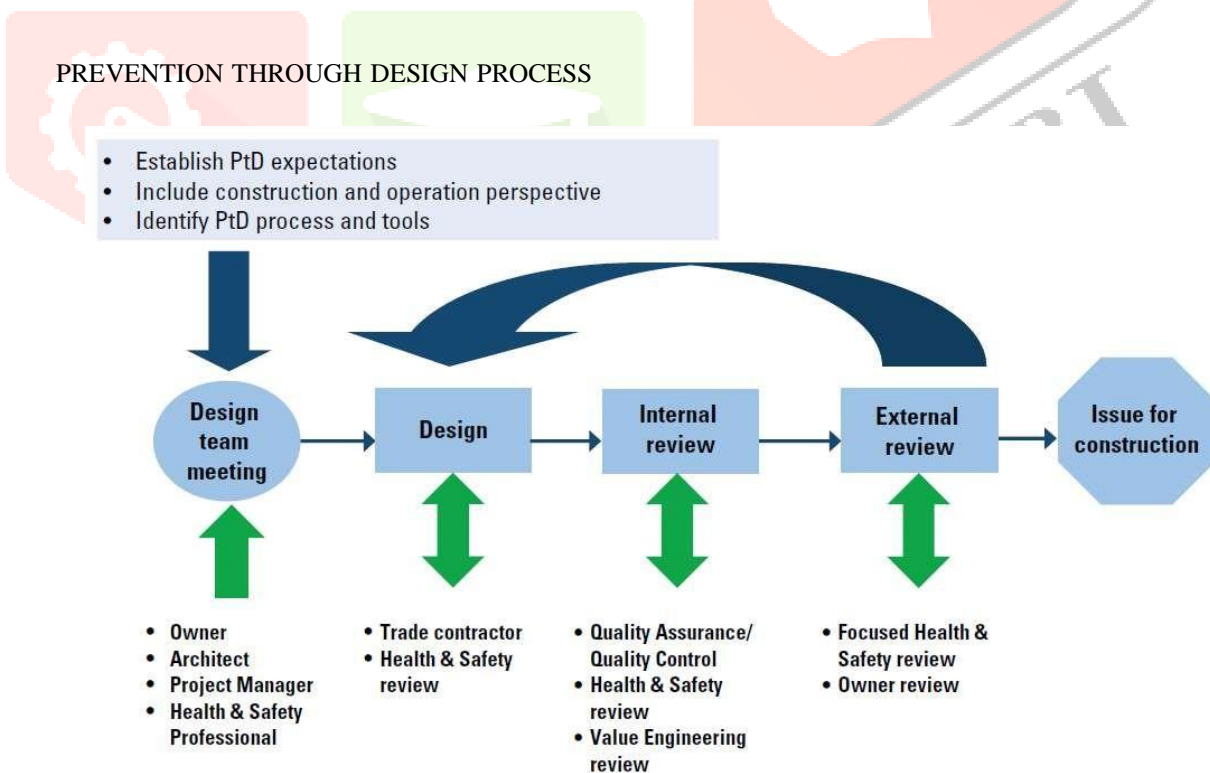 PREVENTION THROUGH DESIGN PROCESS
• Establish PtD expectations
• Include construction and operation perspective
• Identify PtD process and tools
Design
team
meeting
Design
Internal
review
External
review
Issue for
construction
• Owner
• Architect
• Project Manager
• Health & Safety
Professional
• Trade contractor
• Health & Safety
review
• Quality Assurance/
Quality Control
• Health & Safety
review
• Value Engineering
review
• Focused Health &
Safety review
• Owner review